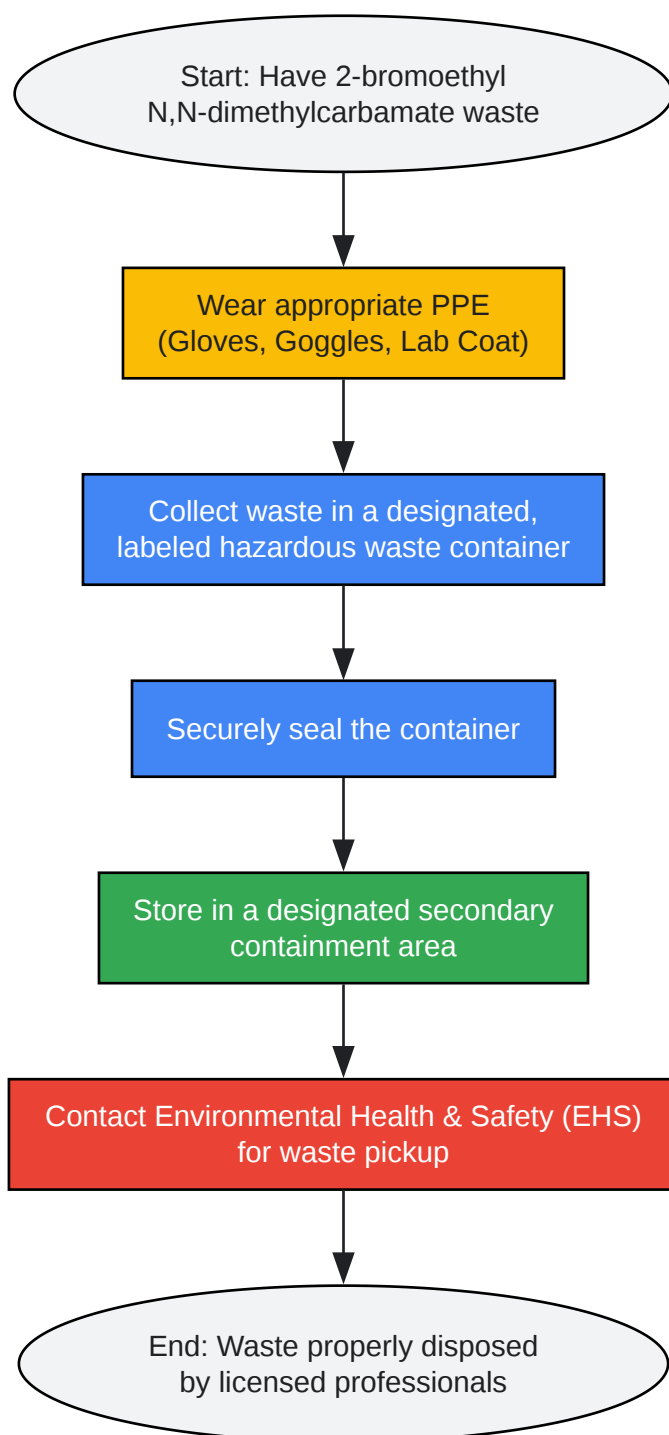 Start: Have 2-bromoethyl
N,N-dimethylcarbamate waste
Wear appropriate PPE
(Gloves, Goggles, Lab Coat)
Collect waste in a designated,
labeled hazardous waste container
Securely seal the container
Store in a designated secondary
containment area
Contact Environmental Health & Safety (EHS)
for waste pickup
End: Waste properly disposed
by licensed professionals